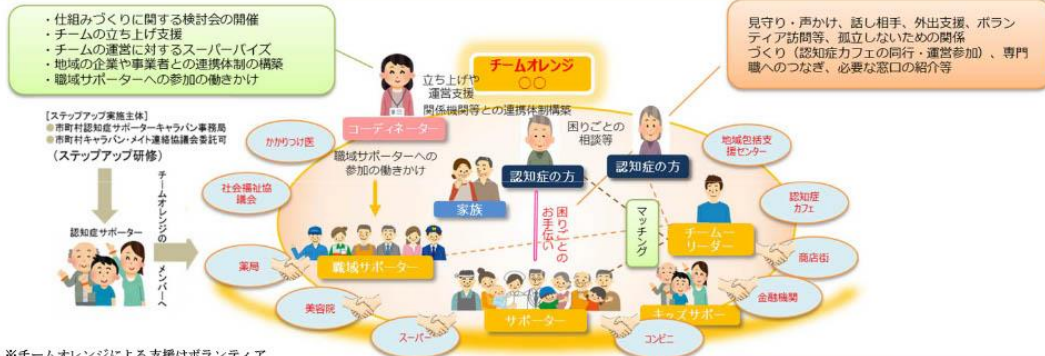 ・仕組みづくりに関する検討会の開催
・チームの立ち上げ支援
・チームの運営に対するスーパーバイズ
・地域の企業や事業者との連携体制の構築
・職域サポーターへの参加の働きかけ
見守り・声かけ、話し相手、外出支援、ボラン
ティア訪問等、孤立しないための関係
づくり（認知症カフェの同行・運営参加）、専門
職へのつなぎ、必要な窓口の紹介等
チームオレンジ
○○
立ち上げや
運営支援
関係機関等との連携体制構築
コーディネーター
【ステップアップ実施主体】
●市町村認知症サポーターキャラバン事務局
●市町村キャラバン・メイト連絡協議会委託可
（ステップアップ研修）
かかりつけ医
職域サポーターへの
参加の働きかけ
困りごとの
相談等
地域包括支
援センター
認知症の方
認知症の方
社会福祉協
議会
家族
認知症
カフェ
認知症サポーター
チームオレンジの
メンバーへ
困りごとの
お手伝い
マッチング
チームー
リーダー
薬局
職域サポーター
商店街
美容院
サポーター
キッズサポー
金融機関
スーパー
コンビニ
※チームオレンジによる支援はボランティア